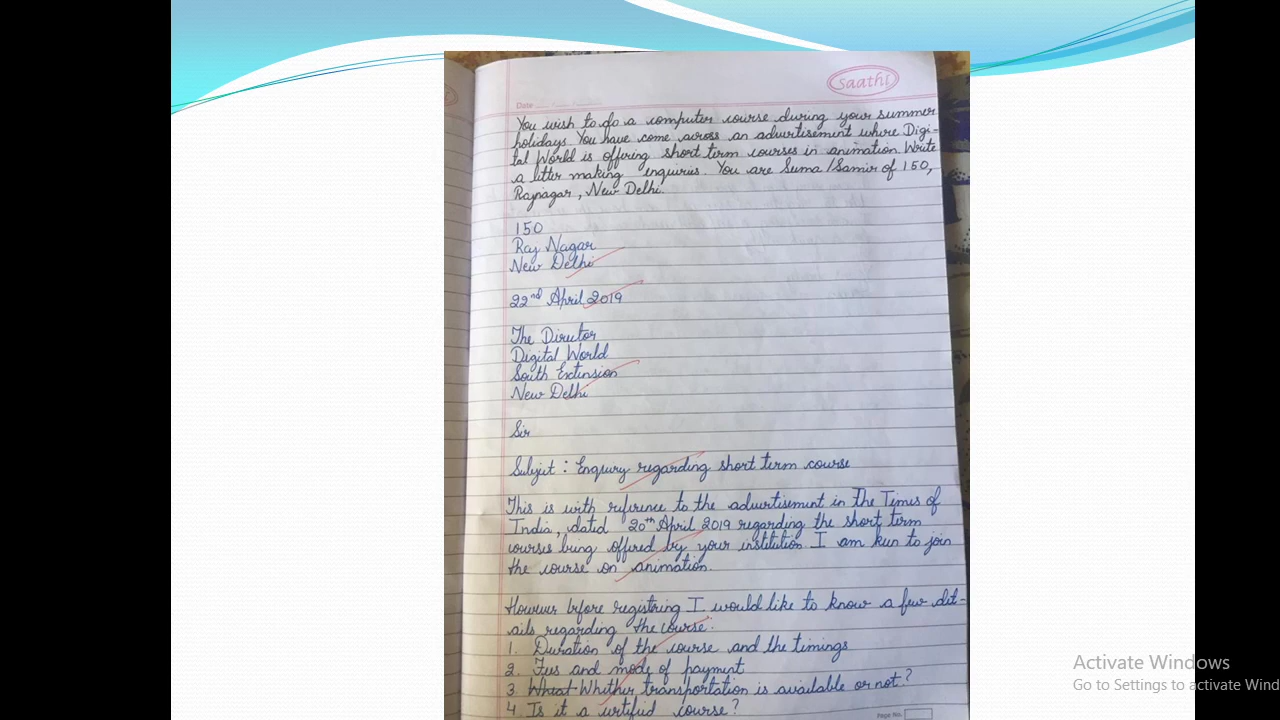 saathi
Date
You wish to do a computer course during your summer
holidays. You have come across an advertisement where Digi-
tal World is offering short term courses in animation. Write
a letter making enquiries. You are Suma/Samir of 150,
Rajnagar, New Delhi.
150
Raj Nagar
New Delhi
22nd April 2019
The Director
Digital World
South Extension
New Delhi
Sir
Subject : Enquiry regarding short term course
This is with reference to the advertisement in The Times of
India, dated 20th April 2019 regarding the short term
courses being offered by your institution. I am keen to join
the course on animation.
However before registring I would like to know a few det-
ails regarding the course.
1. Duration of the course and the timings
2. Fees and mode of payment
3. What Whether transportation is available or not?
4. Is it a certified course?
Page No.
Activate Windows
Go to Settings to activate Wind